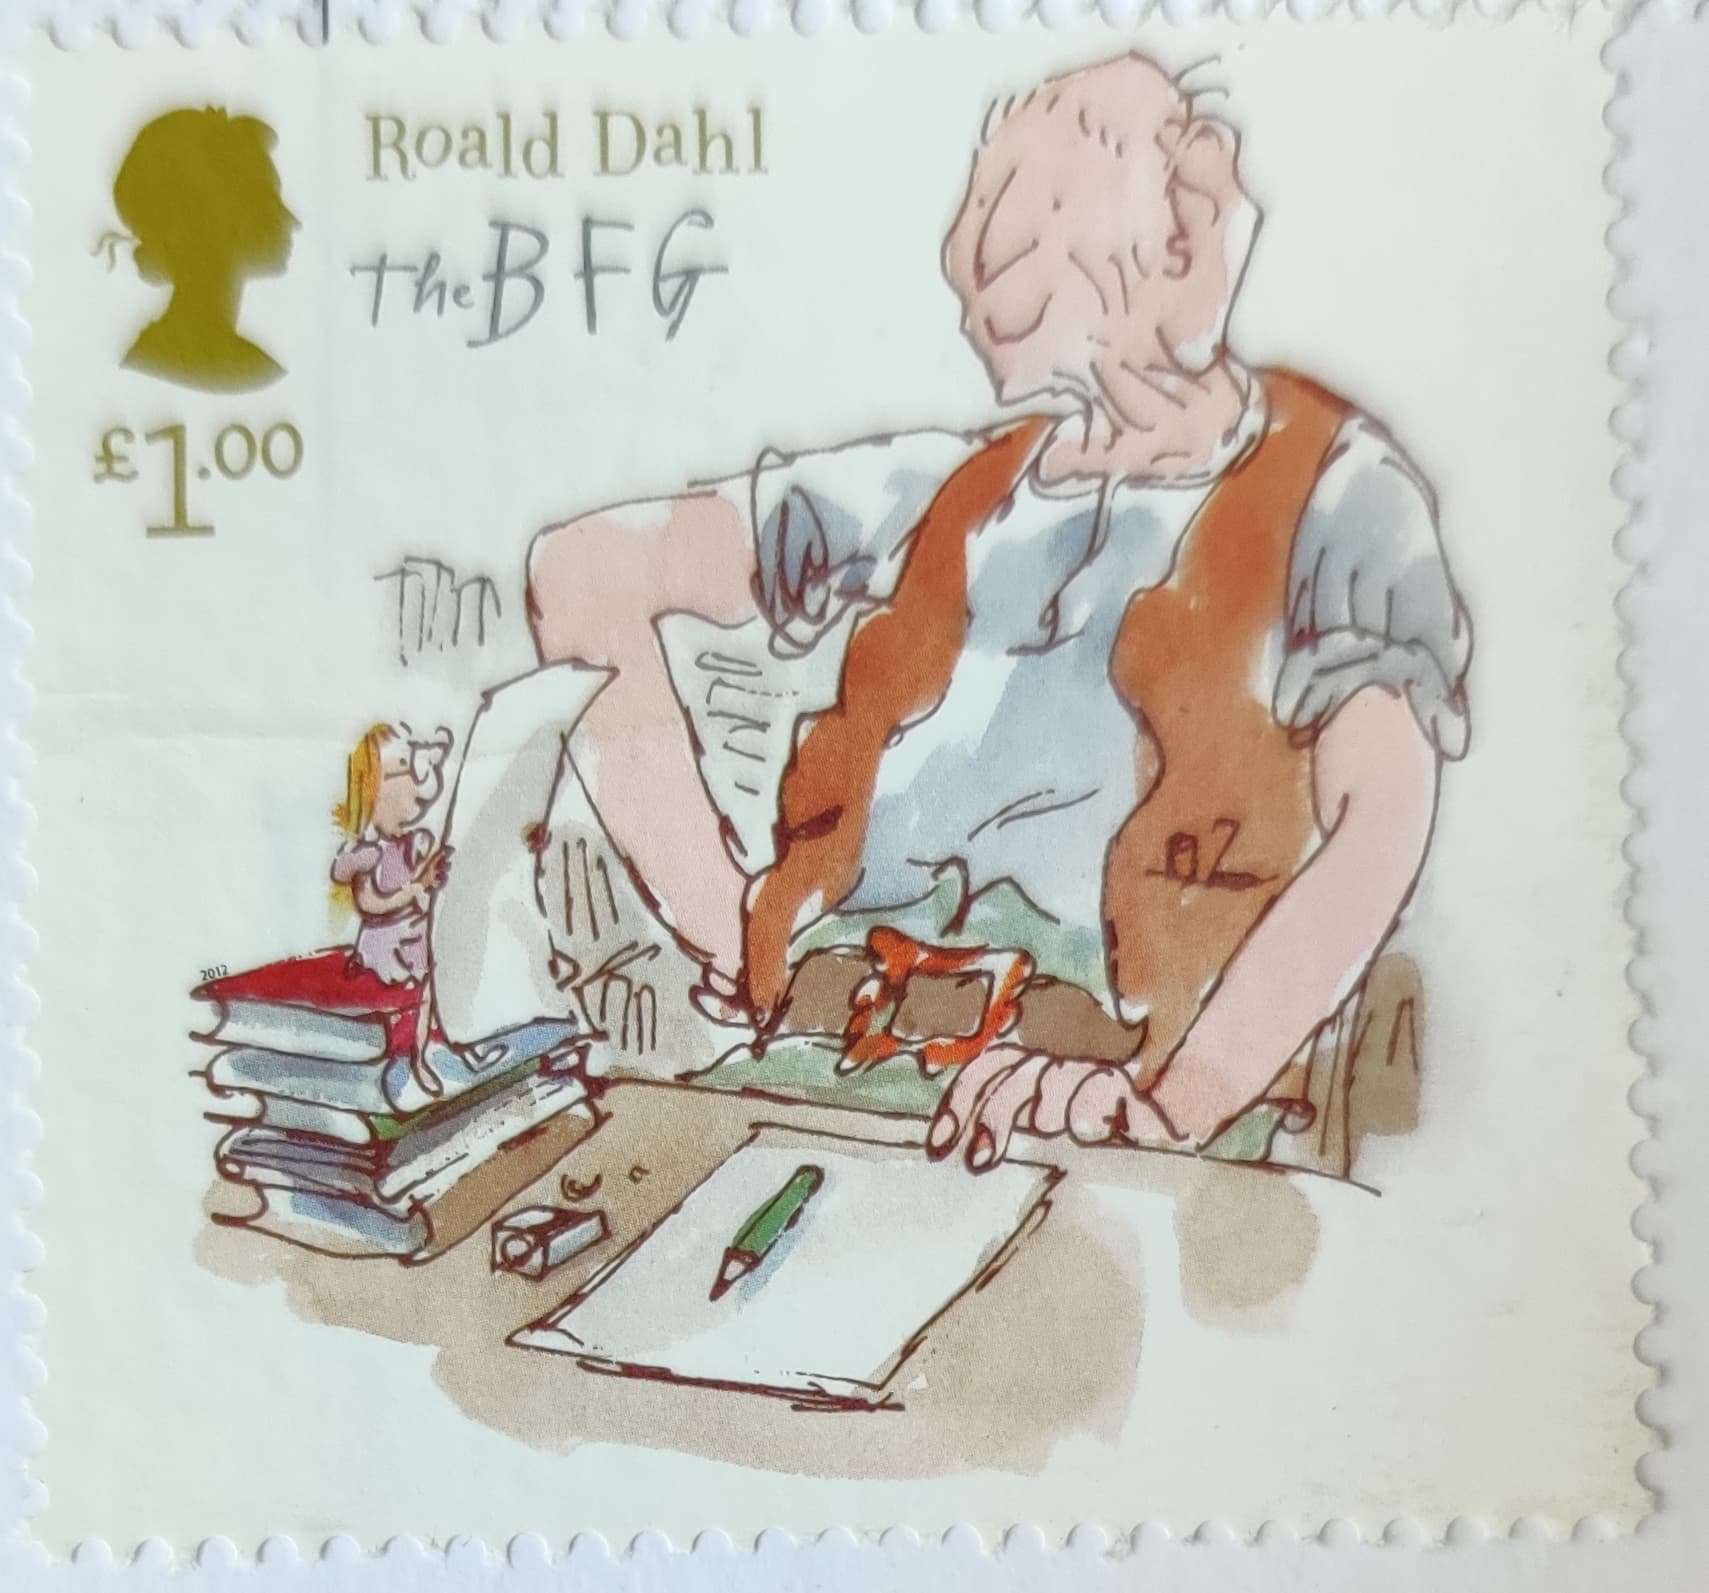 Roald Dahl
the BFG
£1.00
2012